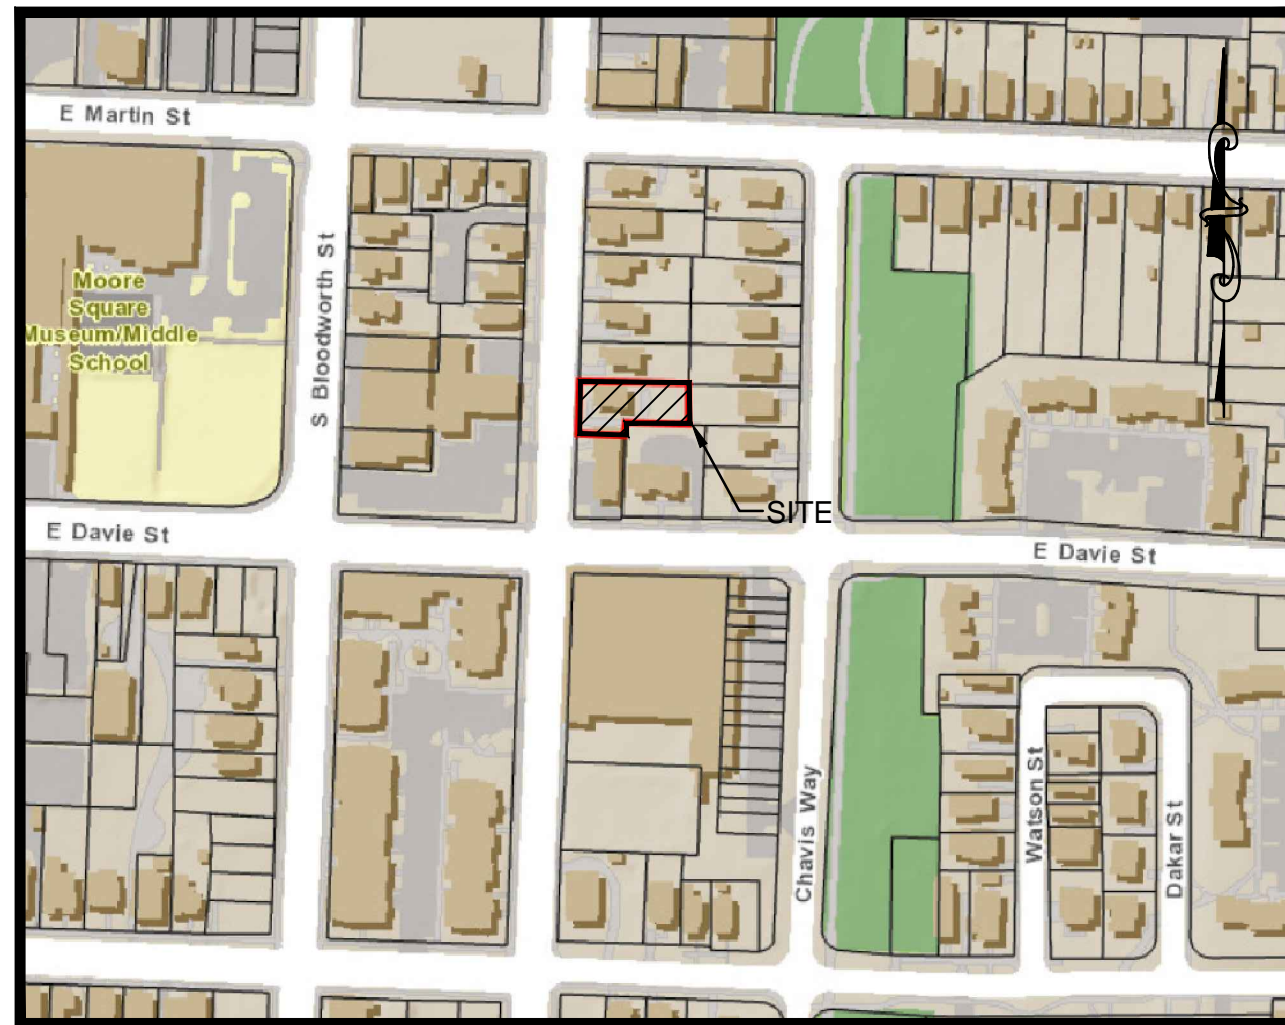 E Martin St
Moore
Square
Museum/Middle
School
S Bloodworth St
SITE
E Davie St
E Davie St
Chavis Way
Watson St
Dakar St